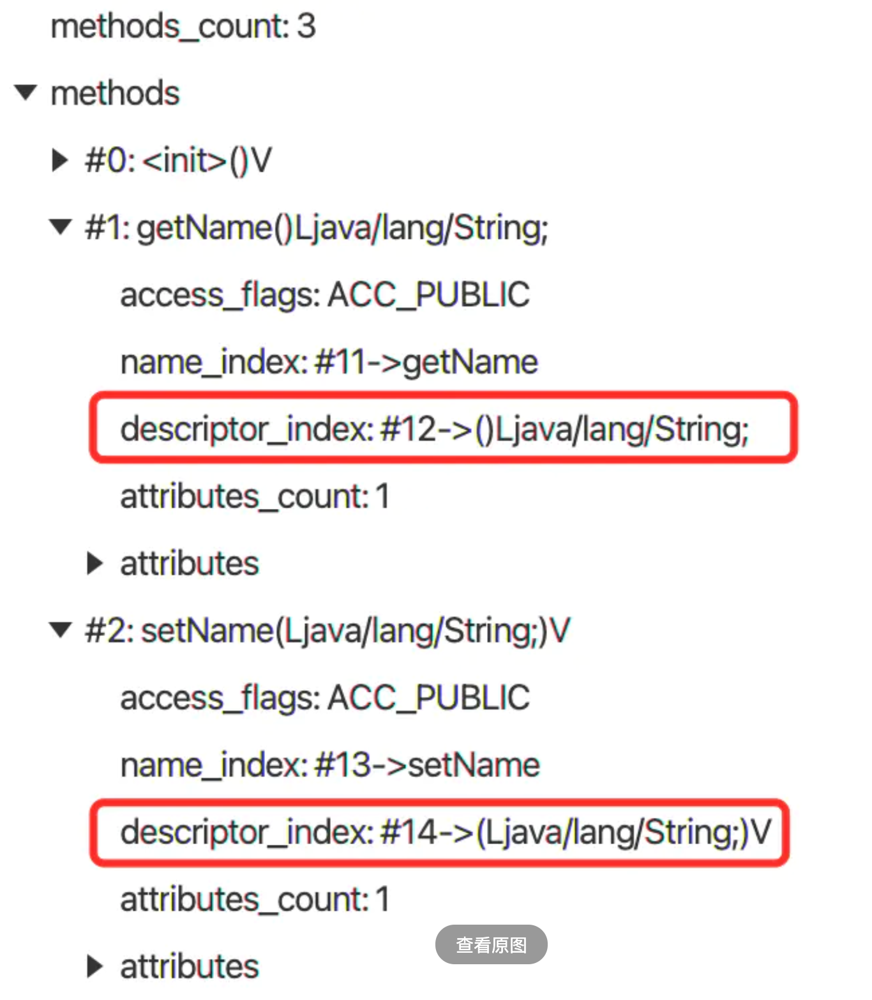 methods_count: 3
methods
#0: <init>()V
#1: getName()Ljava/lang/String;
access_flags: ACC_PUBLIC
name_index: #11->getName
descriptor_index: #12->()Ljava/lang/String;
attributes_count: 1
attributes
#2: setName(Ljava/lang/String;)V
access_flags: ACC_PUBLIC
name_index: #13->setName
descriptor_index: #14->(Ljava/lang/String;)V
attributes_count: 1
查看原图
attributes